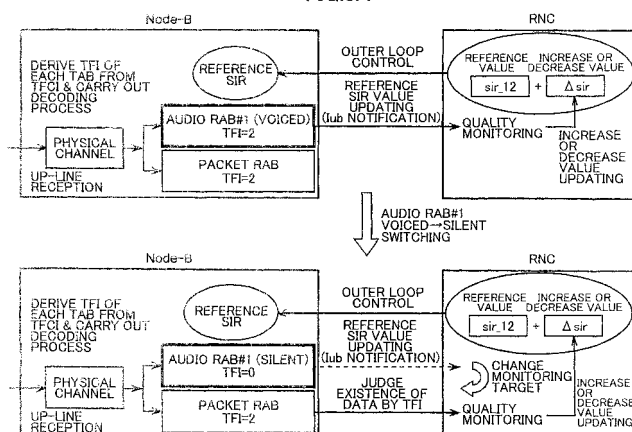 Node-B
RNC
DERIVE TFI OF
EACH TAB FROM
TFCI & CARRY OUT
DECODING
PROCESS
REFERENCE
SIR
OUTER LOOP
CONTROL
REFERENCE
SIR VALUE
UPDATING
(Iub NOTIFICATION)
REFERENCE INCREASE OR
VALUE DECREASE VALUE
sir_12 + Δsir
AUDIO RAB#1 (VOICED)
TFI=2
PHYSICAL
CHANNEL
PACKET RAB
TFI=2
UP-LINE
RECEPTION
QUALITY
MONITORING
INCREASE
OR
DECREASE
VALUE
UPDATING
AUDIO RAB#1
VOICED→SILENT
SWITCHING
Node-B
RNC
DERIVE TFI OF
EACH TAB FROM
TFCI & CARRY OUT
DECODING
PROCESS
REFERENCE
SIR
OUTER LOOP
CONTROL
REFERENCE
SIR VALUE
UPDATING
(Iub NOTIFICATION)
REFERENCE INCREASE OR
VALUE DECREASE VALUE
sir_12 + Δsir
AUDIO RAB#1 (SILENT)
TFI=0
PHYSICAL
CHANNEL
PACKET RAB
TFI=2
UP-LINE
RECEPTION
JUDGE
EXISTENCE OF
DATA BY TFI
CHANGE
MONITORING
TARGET
QUALITY
MONITORING
INCREASE
OR
DECREASE
VALUE
UPDATING